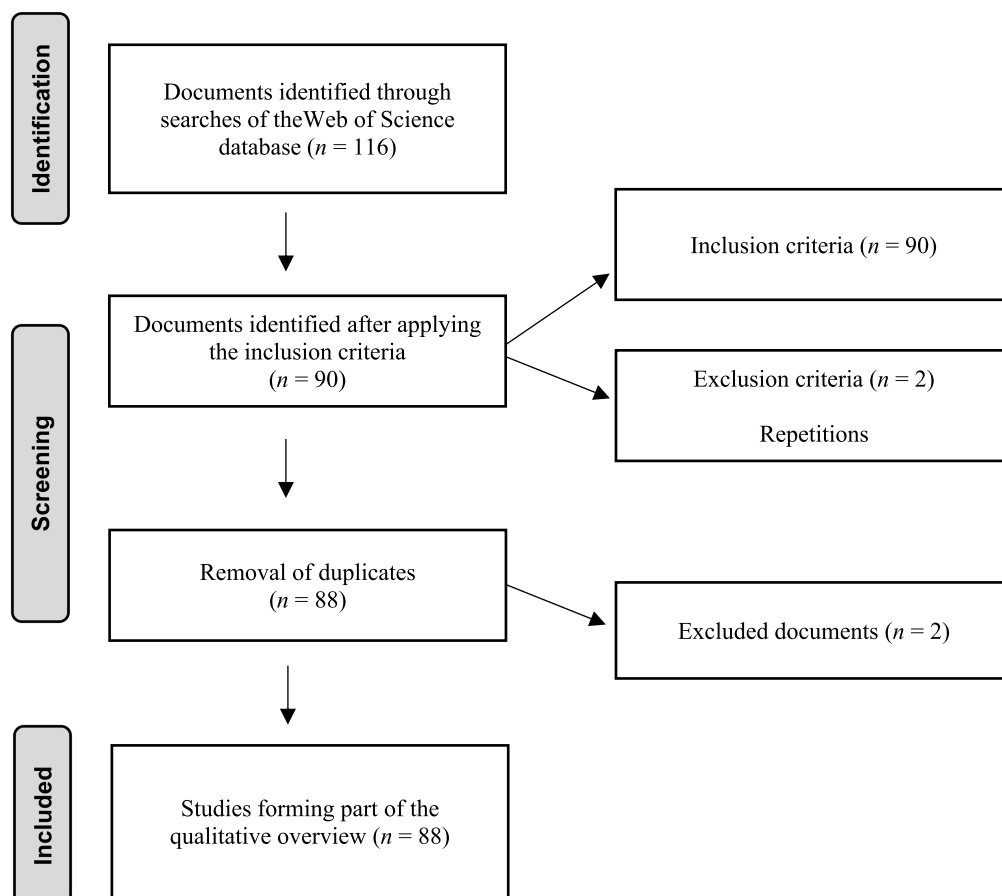 Identification
Documents identified through
searches of theWeb of Science
database (n = 116)
Inclusion criteria (n = 90)
Screening
Documents identified after applying
the inclusion criteria
(n = 90)
Exclusion criteria (n = 2)
Repetitions
Removal of duplicates
(n = 88)
Excluded documents (n = 2)
Included
Studies forming part of the
qualitative overview (n = 88)